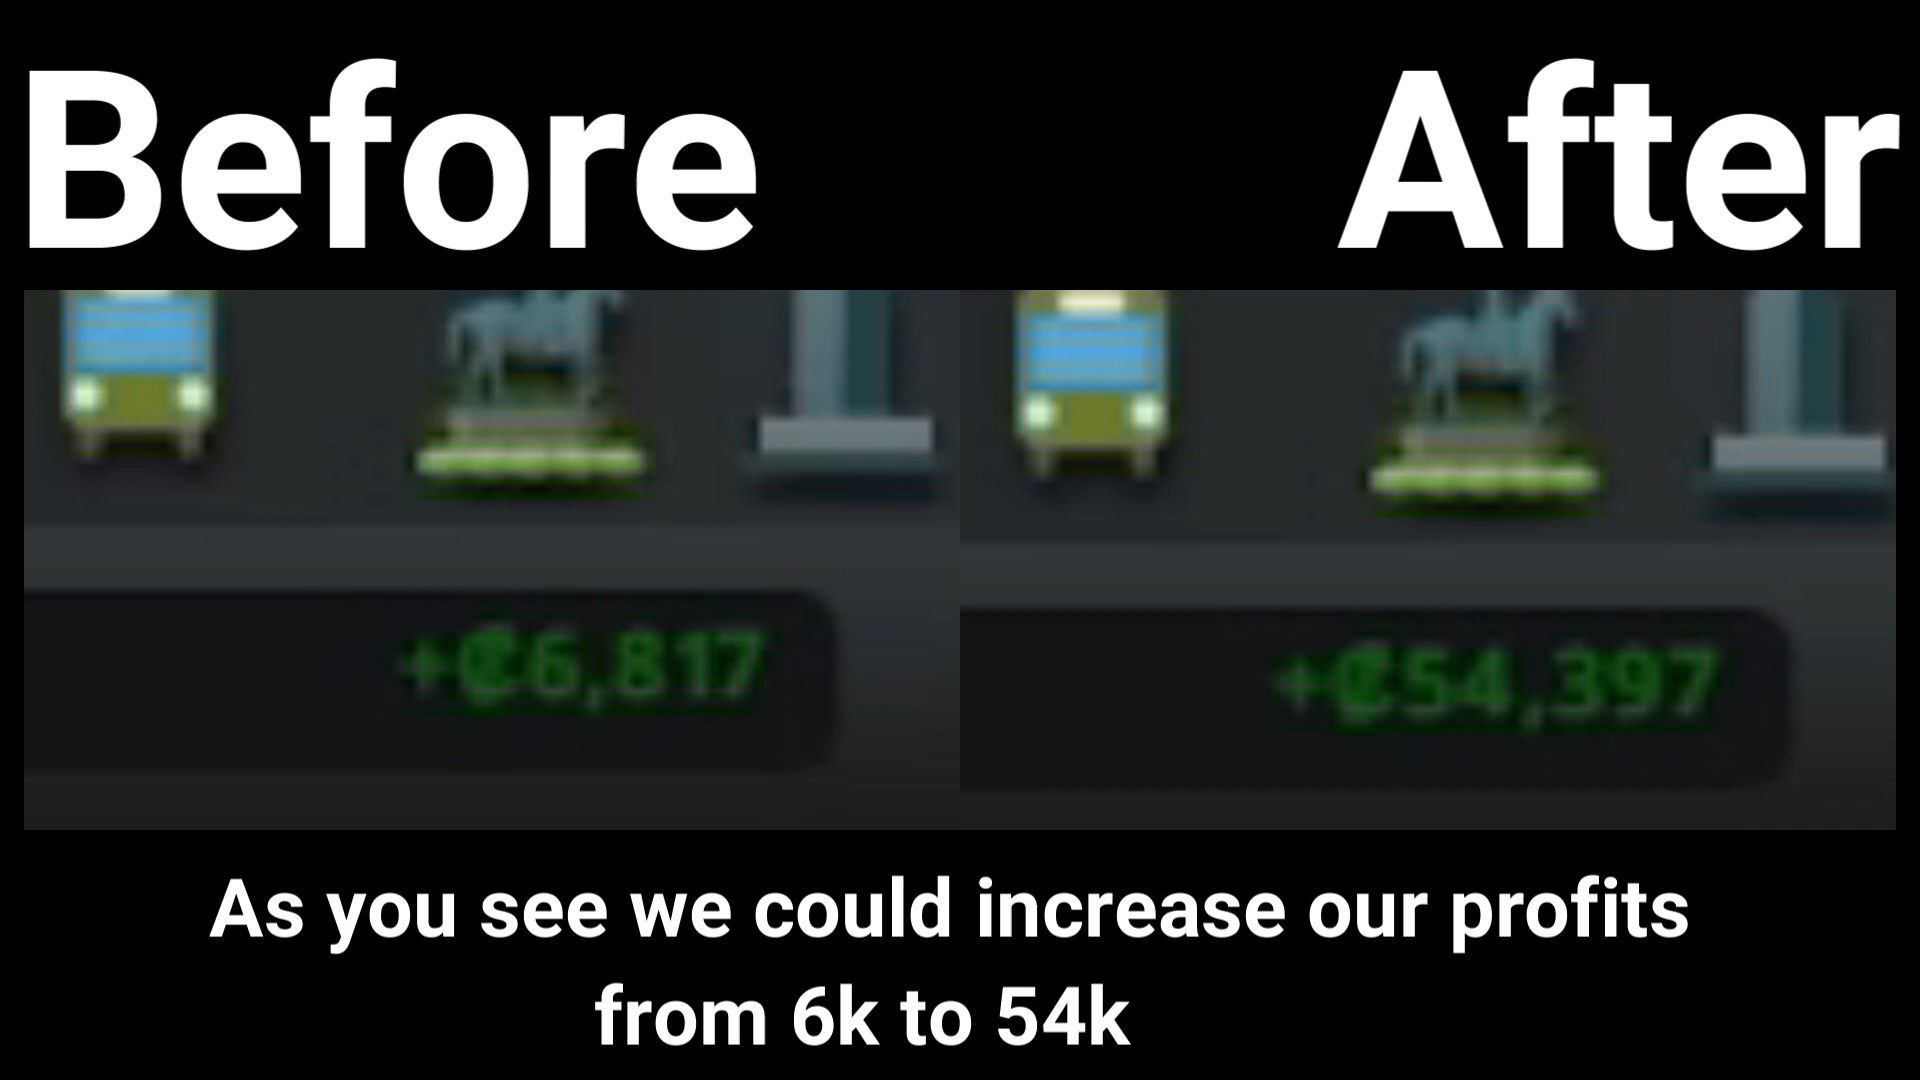 Before
After
+₡6,817
+₡54,397
As you see we could increase our profits
from 6k to 54k